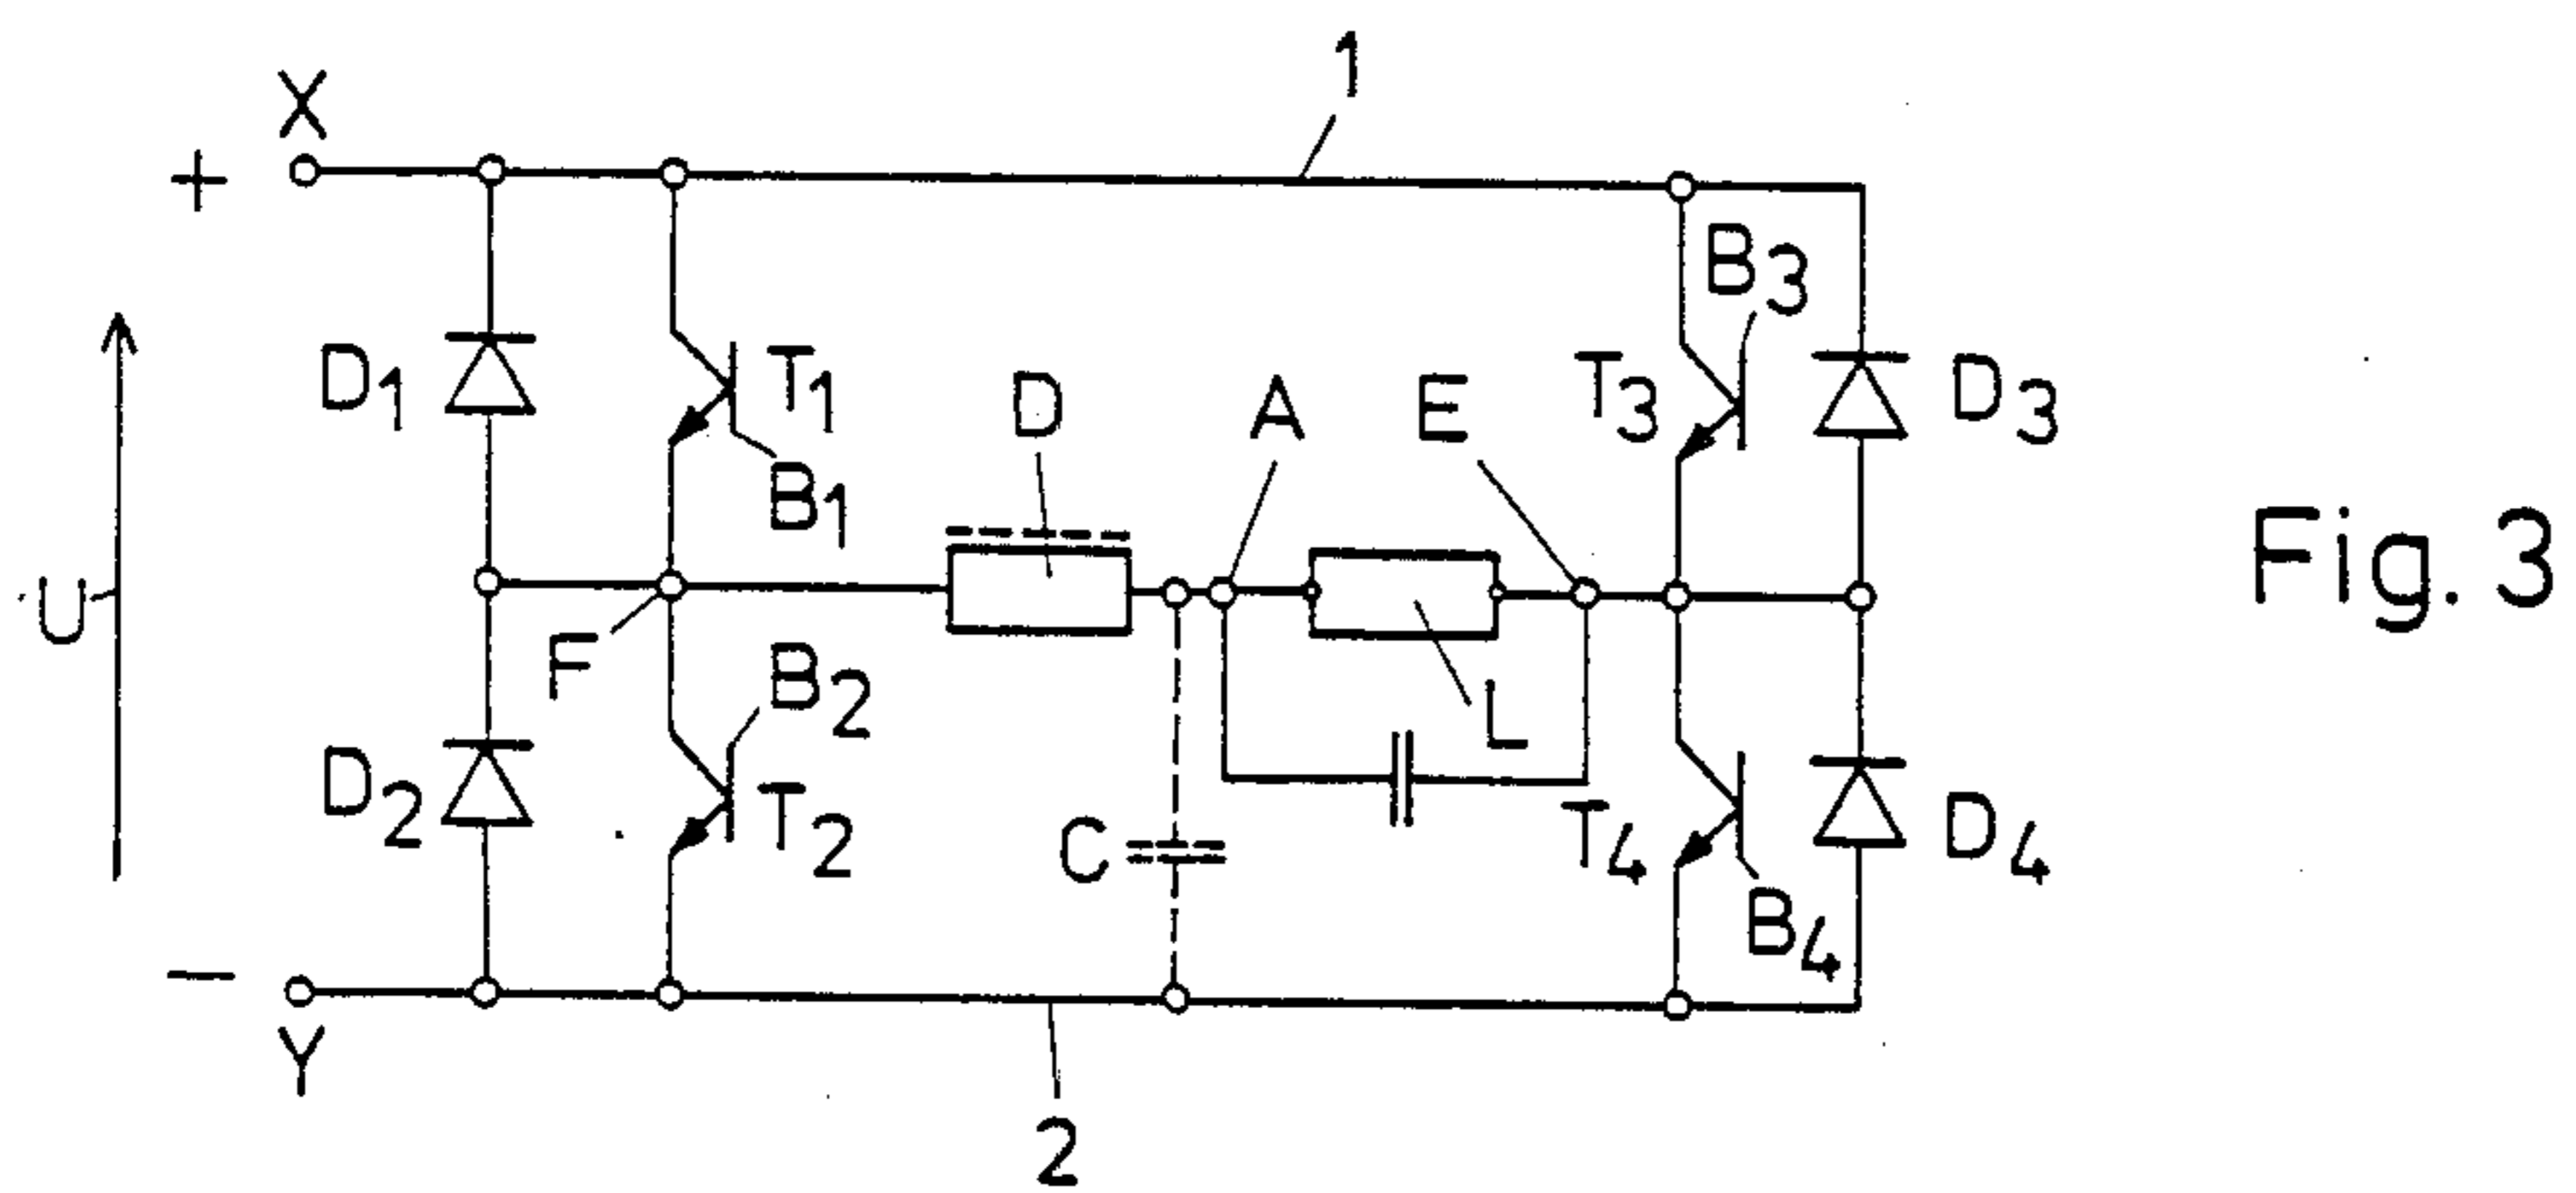 1
X
+
B3
D1
T1
D
A
E
T3
D3
B1
Fig. 3
U
F
B2
L
D2
T2
C
T4
D4
B4
−
Y
2